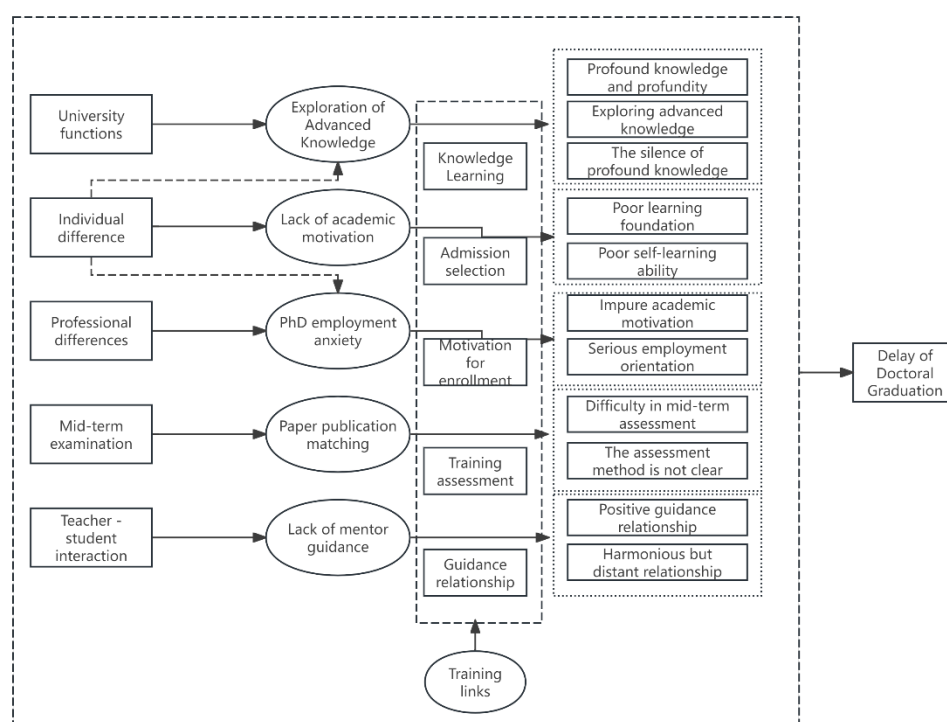 University
functions
Exploration of
Advanced
Knowledge
Knowledge
Learning
Profound knowledge
and profundity
Exploring advanced
knowledge
The silence of
profound knowledge
Individual
difference
Lack of academic
motivation
Admission
selection
Poor learning
foundation
Poor self-learning
ability
Professional
differences
PhD employment
anxiety
Motivation
for
enrollment
Impure academic
motivation
Serious employment
orientation
Mid-term
examination
Paper publication
matching
Training
assessment
Difficulty in mid-term
assessment
The assessment
method is not clear
Teacher -
student
interaction
Lack of mentor
guidance
Guidance
relationship
Positive guidance
relationship
Harmonious but
distant relationship
Training
links
Delay of
Doctoral
Graduation